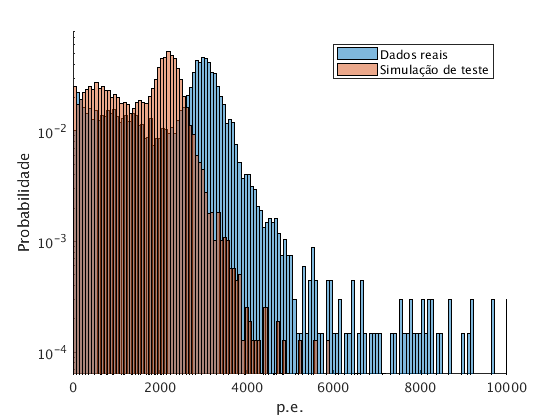 Dados reais
Simulação de teste
Probabilidade
10^-2
10^-3
10^-4
0
2000
4000
6000
8000
10000
p.e.